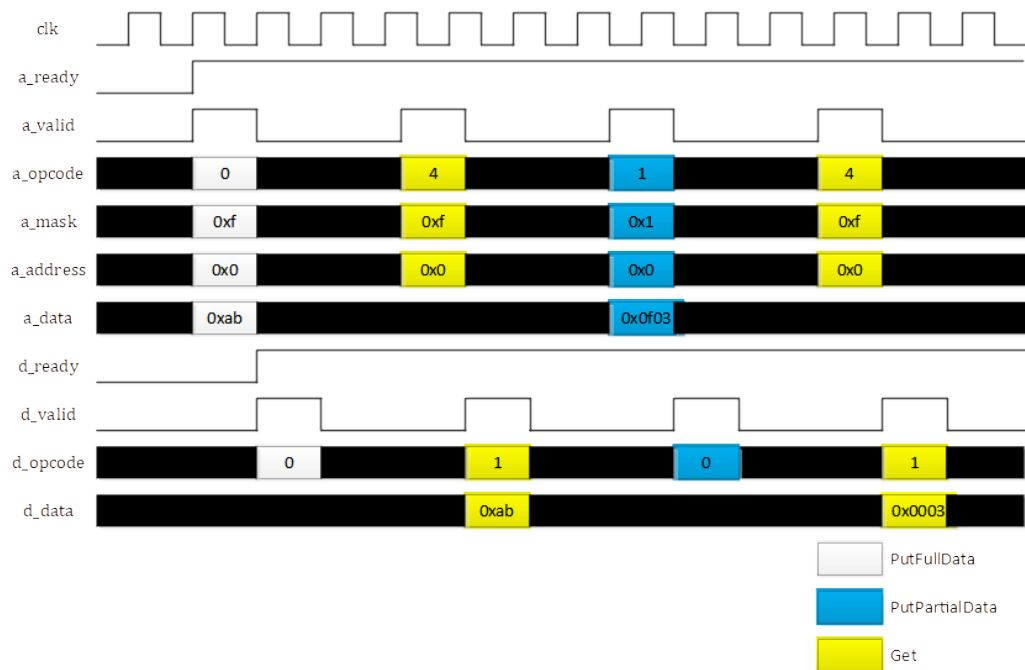 clk
a_ready
a_valid
a_opcode 0 4 1 4
a_mask 0xf 0xf 0x1 0xf
a_address 0x0 0x0 0x0 0x0
a_data 0xab 0x0f03
d_ready
d_valid
d_opcode 0 1 0 1
d_data 0xab 0x0003
PutFullData
PutPartialData
Get